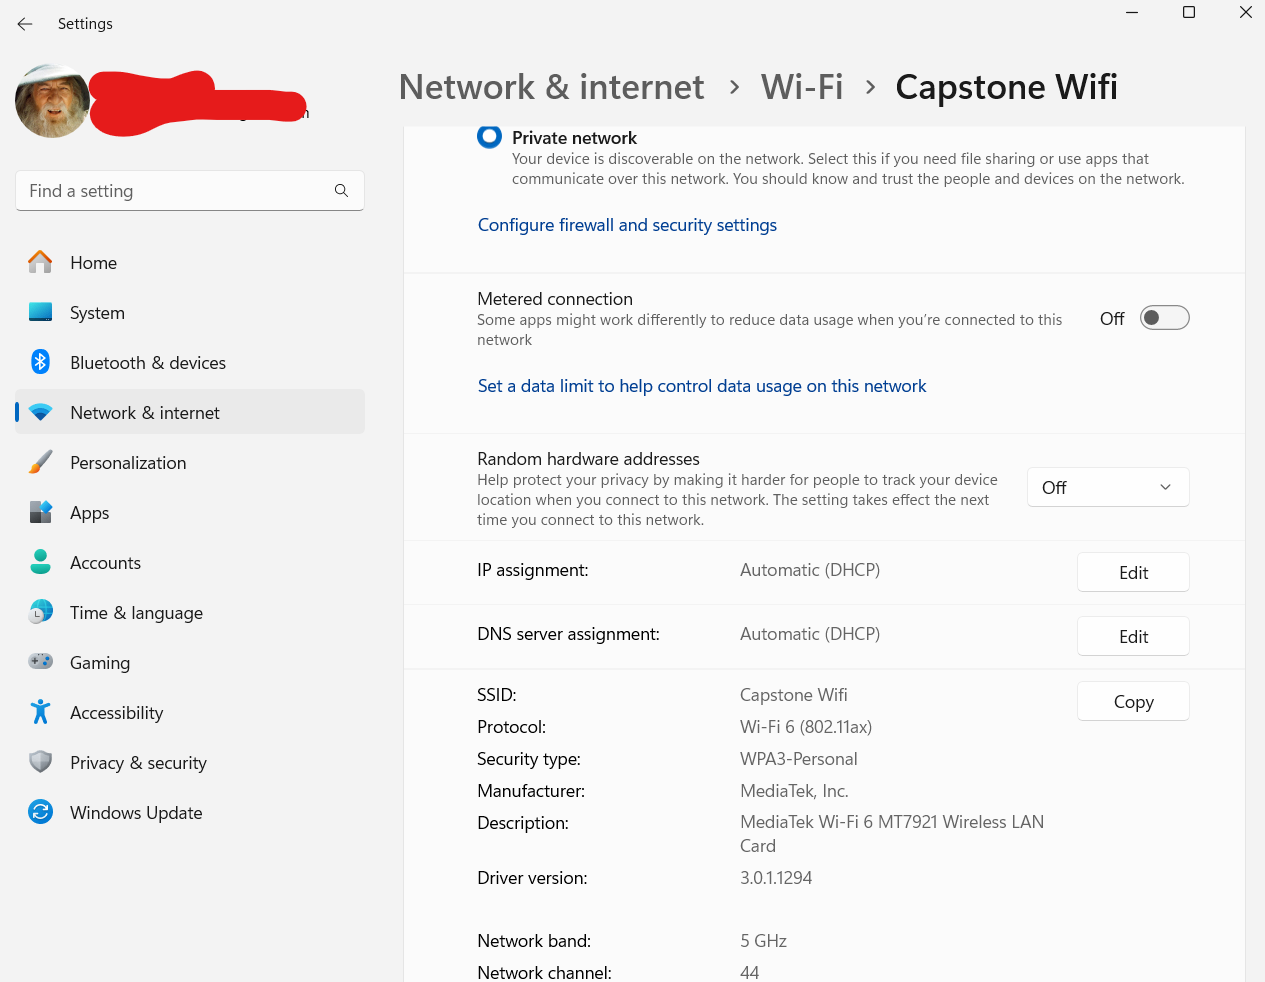 Settings
Network & internet > Wi-Fi > Capstone Wifi
Find a setting
Home
System
Bluetooth & devices
Network & internet
Personalization
Apps
Accounts
Time & language
Gaming
Accessibility
Privacy & security
Windows Update
Private network
Your device is discoverable on the network. Select this if you need file sharing or use apps that
communicate over this network. You should know and trust the people and devices on the network.
Configure firewall and security settings
Metered connection
Some apps might work differently to reduce data usage when you're connected to this
network
Off
Set a data limit to help control data usage on this network
Random hardware addresses
Help protect your privacy by making it harder for people to track your device
location when you connect to this network. The setting takes effect the next
time you connect to this network.
Off
IP assignment: Automatic (DHCP) Edit
DNS server assignment: Automatic (DHCP) Edit
SSID: Capstone Wifi Copy
Protocol: Wi-Fi 6 (802.11ax)
Security type: WPA3-Personal
Manufacturer: MediaTek, Inc.
Description: MediaTek Wi-Fi 6 MT7921 Wireless LAN
Card
Driver version: 3.0.1.1294
Network band: 5 GHz
Network channel: 44